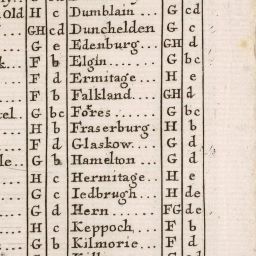 old H c Dumblain... G cd
GH cd Dunchelden G c
G e Edenburg... GH d
F b Elgin...... G bc
F d Ermitage... H e
F b Falkland.... GH d
el. G bc Fores...... G bc
H b Fraserburg. H b
F d Glaskow.... G d
le.. G b Hamelton .. G d
H c Hermitage.. H e
G c Iedbrugh... H de
G d Hern ...... FG de
H c Keppoch,... F b
G b Kilmorie... F d